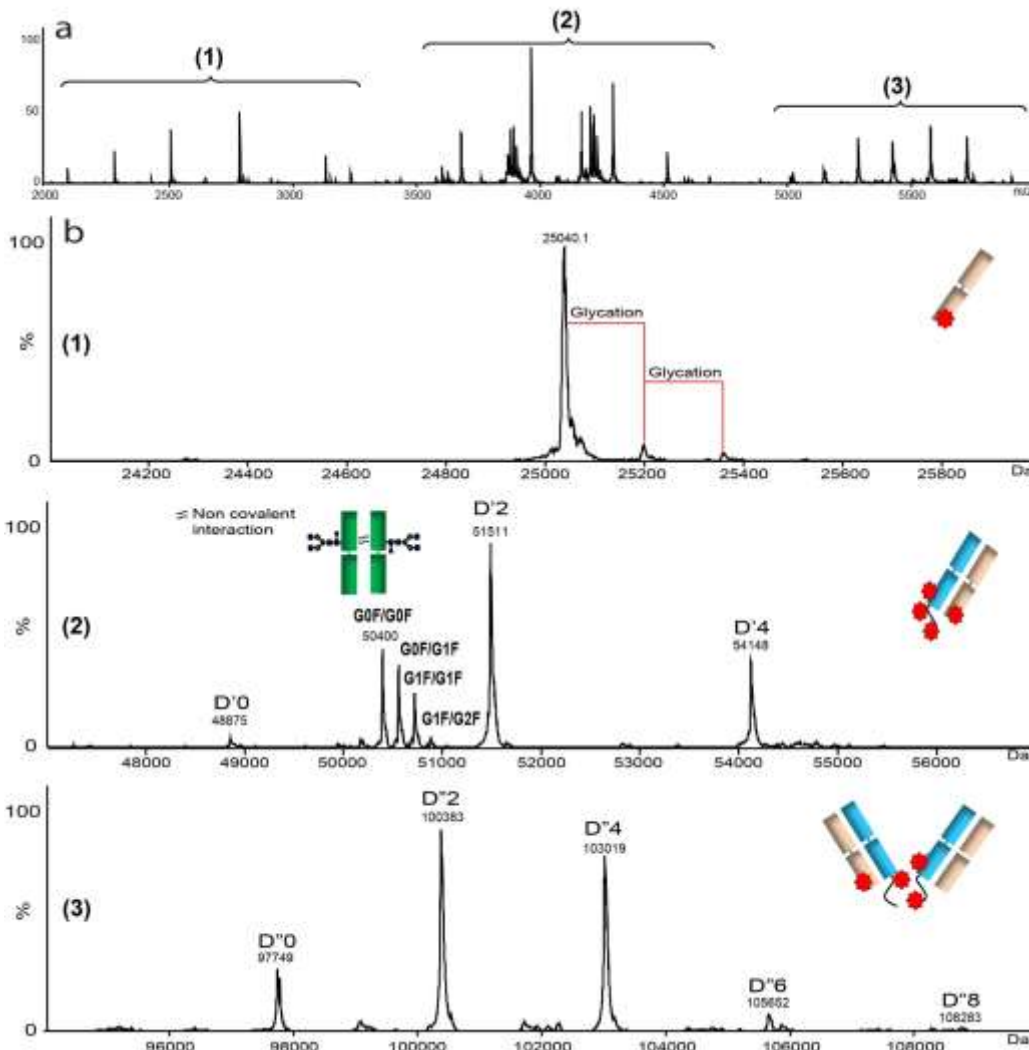 a
(1)
(2)
(3)
100
50
0
2000 2500 3000 3500 4000 4500 5000 5500
b
100
25040.1
Glycation
Glycation
%
(1)
0
24200 24400 24600 24800 25000 25200 25400 25600 25800 Da
≶ Non covalent
interaction
100
D'2
51511
G0F/G0F
50400
G0F/G1F
G1F/G1F
G1F/G2F
D'4
54148
%
(2)
D'0
48875
0
48000 49000 50000 51000 52000 53000 54000 55000 56000 Da
100
D"2
100383
D"4
103019
%
(3)
D"0
97749
D"6
105652
D"8
108283
0
96000 98000 100000 102000 104000 106000 108000 Da